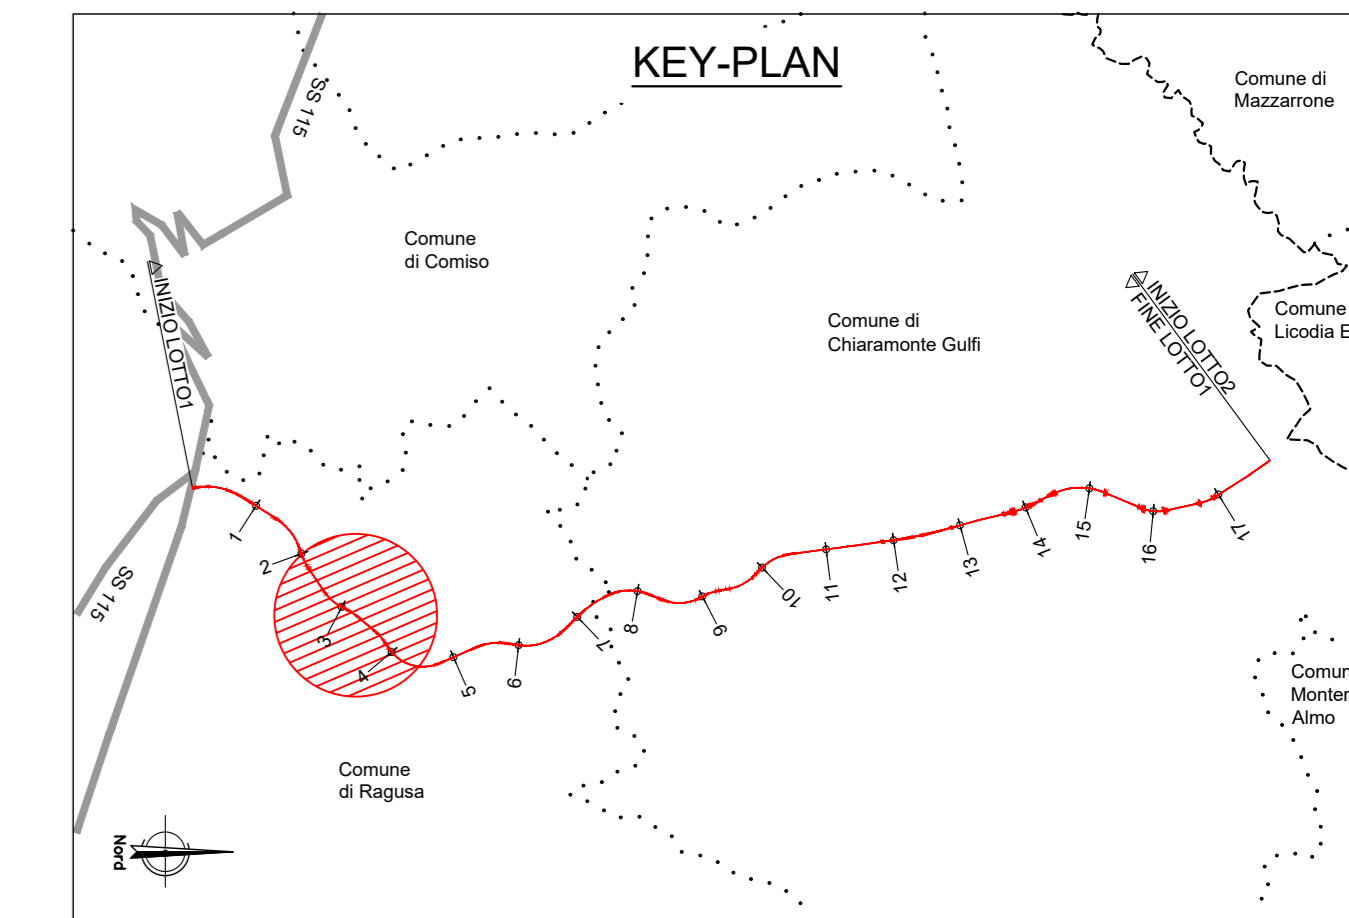 KEY-PLAN
Comune di
Mazzarrone
SS 115
Comune
di Comiso
INIZIO LOTTO1
Comune di
Chiaramonte Gulfi
INIZIO LOTTO2
FINE LOTTO1
Comune
Licodia E
1
2
3
4
5
6
7
8
9
10
11
12
13
14
15
16
17
SS 115
Comun
Monter
Almo
Comune
di Ragusa
Nord